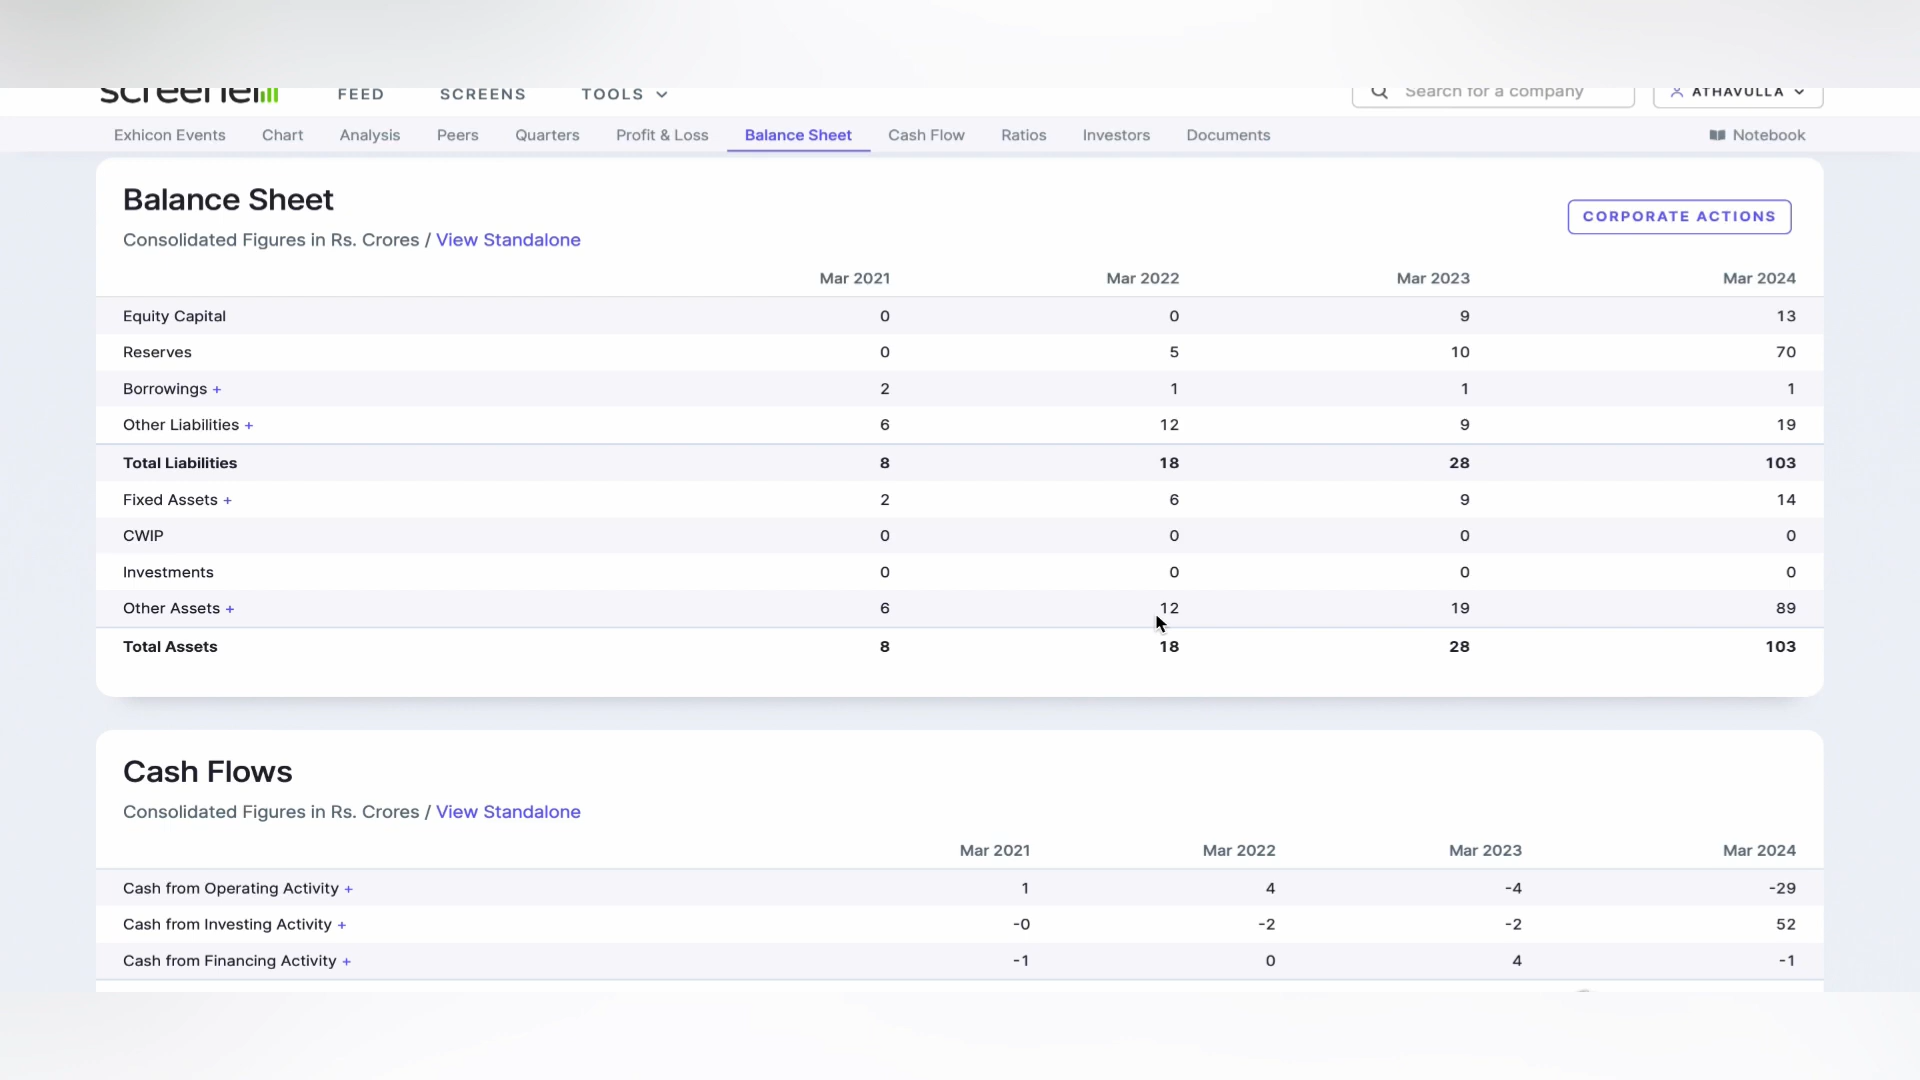 screener
FEED SCREENS TOOLS
Search for a company
ATHAVULLA
Exhicon Events Chart Analysis Peers Quarters Profit & Loss Balance Sheet Cash Flow Ratios Investors Documents Notebook
Balance Sheet
CORPORATE ACTIONS
Consolidated Figures in Rs. Crores / View Standalone
Mar 2021 Mar 2022 Mar 2023 Mar 2024
Equity Capital 0 0 9 13
Reserves 0 5 10 70
Borrowings + 2 1 1 1
Other Liabilities + 6 12 9 19
Total Liabilities 8 18 28 103
Fixed Assets + 2 6 9 14
CWIP 0 0 0 0
Investments 0 0 0 0
Other Assets + 6 12 19 89
Total Assets 8 18 28 103
Cash Flows
Consolidated Figures in Rs. Crores / View Standalone
Mar 2021 Mar 2022 Mar 2023 Mar 2024
Cash from Operating Activity + 1 4 -4 -29
Cash from Investing Activity + -0 -2 -2 52
Cash from Financing Activity + -1 0 4 -1